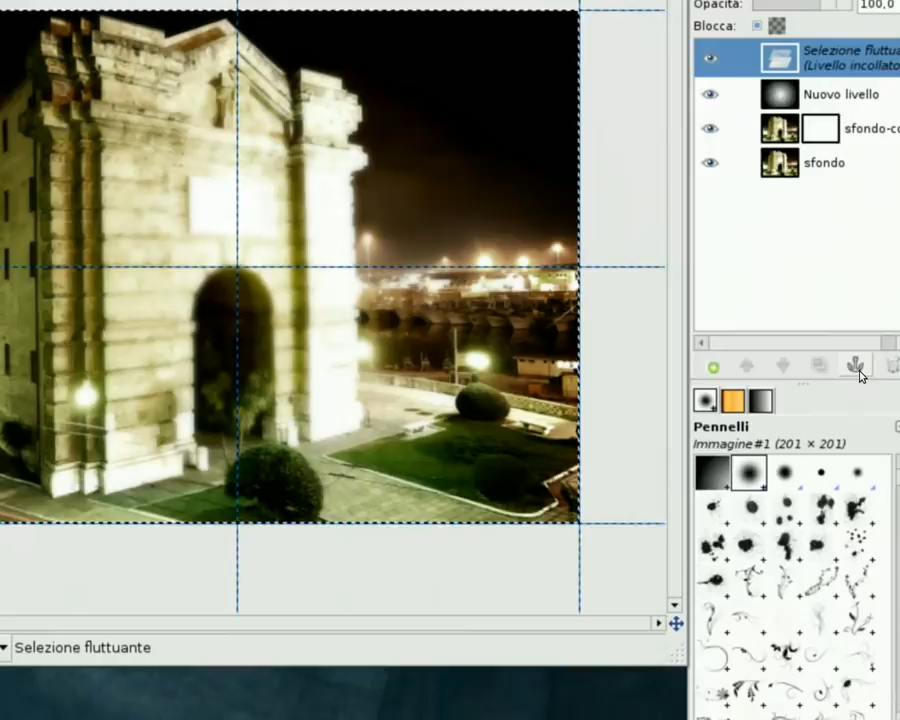 Opacità:
100,0
Blocca:
Selezione fluttua
(Livello incollato
Nuovo livello
sfondo-co
sfondo
Pennelli
Immagine#1 (201 × 201)
Selezione fluttuante